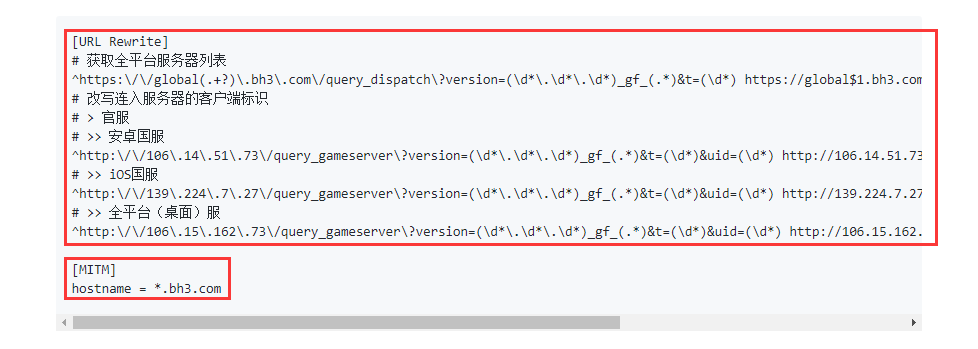 [URL Rewrite]
# 获取全平台服务器列表
^https:\/\/global(.+?)\.bh3\.com\/query_dispatch\?version=(\d*\.\d*\.\d*)_gf_(.*)&t=(\d*) https://global$1.bh3.com
# 改写连入服务器的客户端标识
# > 官服
# >> 安卓国服
^http:\/\/106\.14\.51\.73\/query_gameserver\?version=(\d*\.\d*\.\d*)_gf_(.*)&t=(\d*)&uid=(\d*) http://106.14.51.73
# >> iOS国服
^http:\/\/139\.224\.7\.27\/query_gameserver\?version=(\d*\.\d*\.\d*)_gf_(.*)&t=(\d*)&uid=(\d*) http://139.224.7.27
# >> 全平台（桌面）服
^http:\/\/106\.15\.162\.73\/query_gameserver\?version=(\d*\.\d*\.\d*)_gf_(.*)&t=(\d*)&uid=(\d*) http://106.15.162.
[MITM]
hostname = *.bh3.com